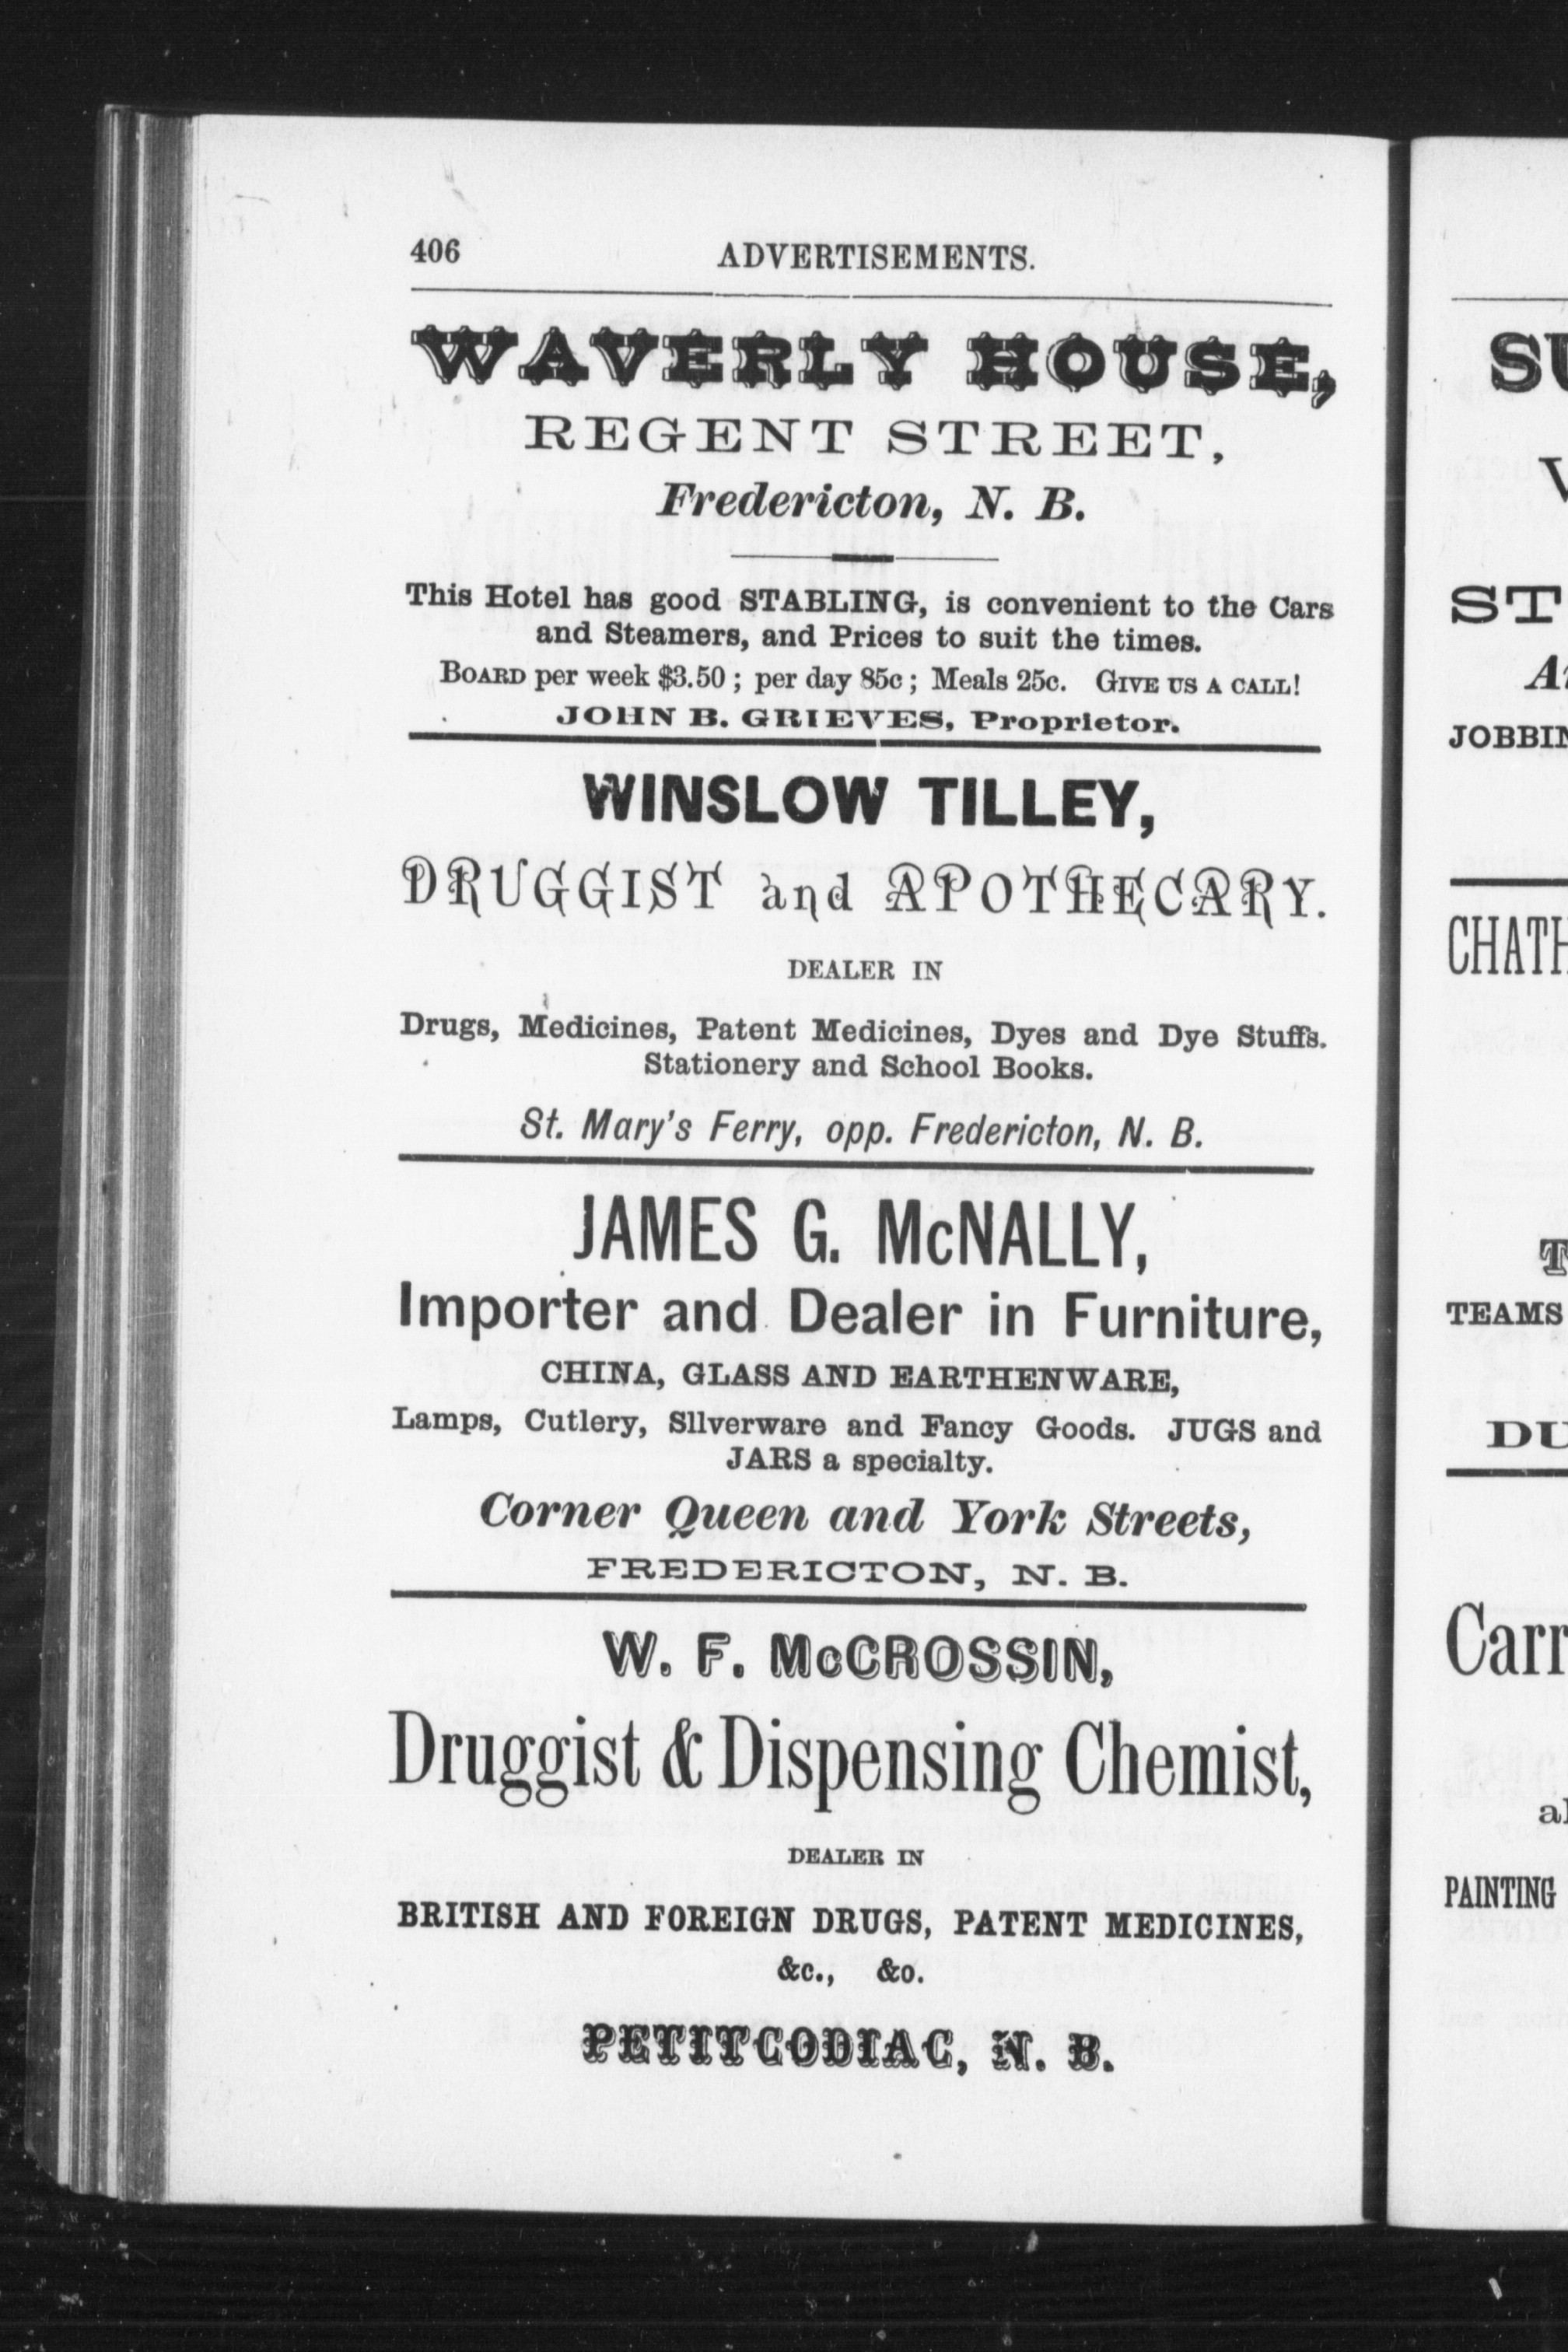 406 ADVERTISEMENTS.
WAVERLY HOUSE,
REGENT STREET,
Fredericton, N. B.
This Hotel has good STABLING, is convenient to the Cars
and Steamers, and Prices to suit the times.
BOARD per week $3.50 ; per day 85c ; Meals 25c. GIVE US A CALL!
JOHN B. GRIEVES, Proprietor.
WINSLOW TILLEY,
DRUGGIST and APOTHECARY.
DEALER IN
Drugs, Medicines, Patent Medicines, Dyes and Dye Stuffs.
Stationery and School Books.
St. Mary's Ferry, opp. Fredericton, N. B.
JAMES G. McNALLY,
Importer and Dealer in Furniture,
CHINA, GLASS AND EARTHENWARE,
Lamps, Cutlery, Silverware and Fancy Goods. JUGS and
JARS a specialty.
Corner Queen and York Streets,
FREDERICTON, N. B.
W. F. McCROSSIN,
Druggist & Dispensing Chemist,
DEALER IN
BRITISH AND FOREIGN DRUGS, PATENT MEDICINES,
&c., &c.
PETITCODIAC, N. B.
SU
ST
JOBBIN
CHATH
TEAMS
DU
Carr
al
PAINTING